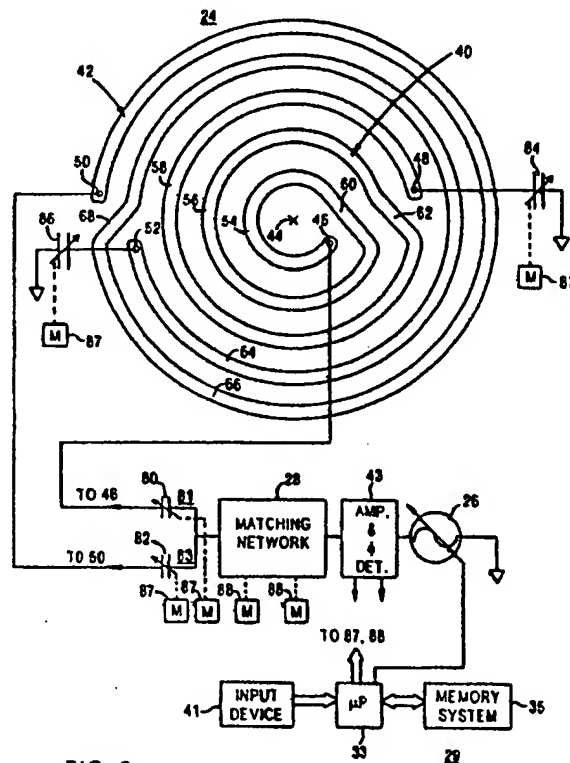 24
42
40
50
48
84
58
56
60
62
68
86
52
54
44
46
M
87
M
64
66
80
81
28
43
26
TO 46
MATCHING
NETWORK
AMP.
&
DET.
82
83
TO 50
M
M
M
M
87
87
88
88
TO 87, 88
INPUT
DEVICE
μP
MEMORY
SYSTEM
41
33
35
29